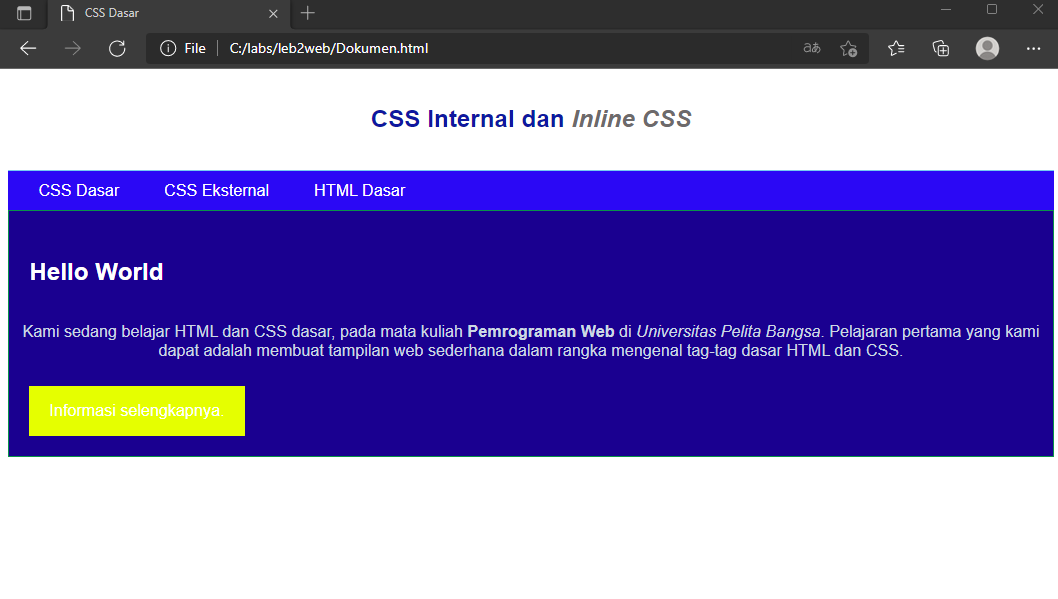 CSS Dasar
File
C:/labs/leb2web/Dokumen.html
aあ
CSS Internal dan Inline CSS
CSS Dasar CSS Eksternal HTML Dasar
Hello World
Kami sedang belajar HTML dan CSS dasar, pada mata kuliah Pemrograman Web di Universitas Pelita Bangsa. Pelajaran pertama yang kami
dapat adalah membuat tampilan web sederhana dalam rangka mengenal tag-tag dasar HTML dan CSS.
Informasi selengkapnya.